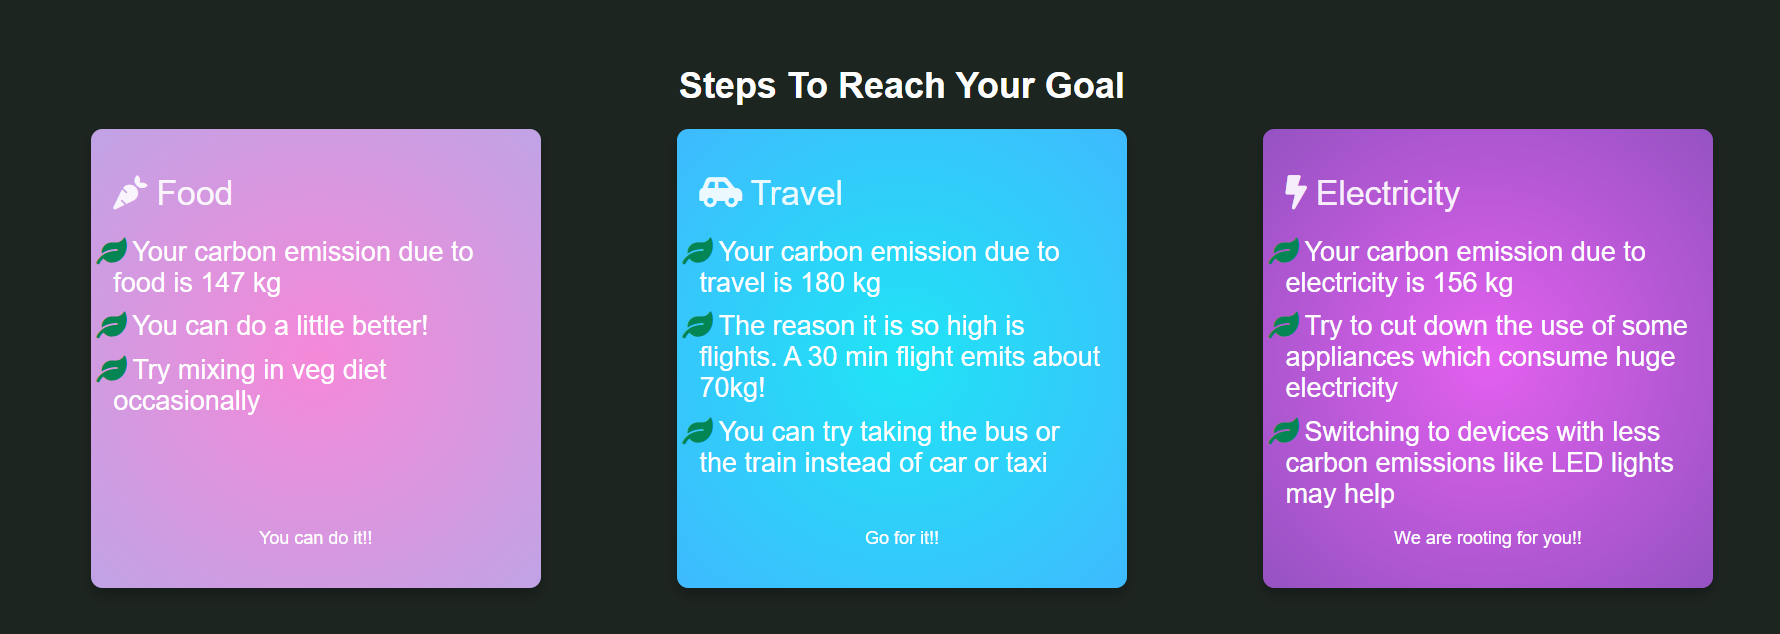 Steps To Reach Your Goal
Food
Your carbon emission due to
food is 147 kg
You can do a little better!
Try mixing in veg diet
occasionally
You can do it!!
Travel
Your carbon emission due to
travel is 180 kg
The reason it is so high is
flights. A 30 min flight emits about
70kg!
You can try taking the bus or
the train instead of car or taxi
Go for it!!
Electricity
Your carbon emission due to
electricity is 156 kg
Try to cut down the use of some
appliances which consume huge
electricity
Switching to devices with less
carbon emissions like LED lights
may help
We are rooting for you!!